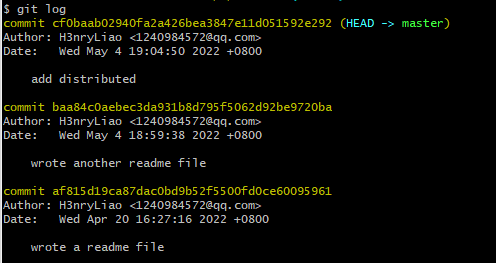 $ git log
commit cf0baab02940fa2a426bea3847e11d051592e292 (HEAD -> master)
Author: H3nryLiao <1240984572@qq.com>
Date:   Wed May 4 19:04:50 2022 +0800
    add distributed
commit baa84c0aebec3da931b8d795f5062d92be9720ba
Author: H3nryLiao <1240984572@qq.com>
Date:   Wed May 4 18:59:38 2022 +0800
    wrote another readme file
commit af815d19ca87dac0bd9b52f5500fd0ce60095961
Author: H3nryLiao <1240984572@qq.com>
Date:   Wed Apr 20 16:27:16 2022 +0800
    wrote a readme file